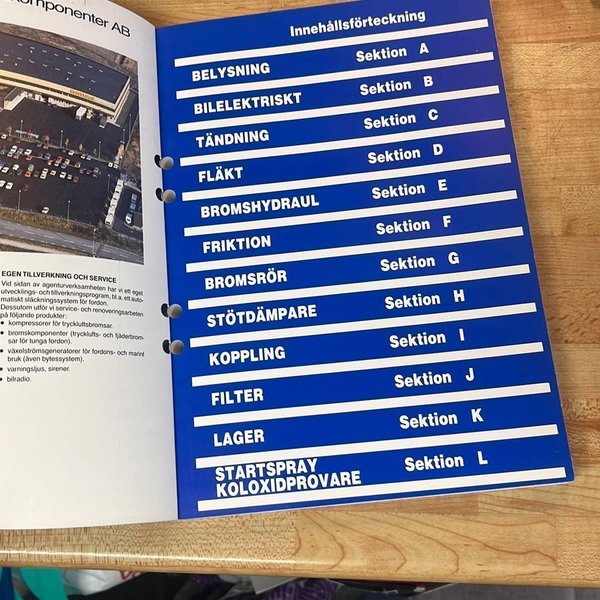 komponenter AB
EGEN TILLVERKNING OCH SERVICE
Vid sidan av agenturverksamheten har vi ett eget
utvecklings- och tillverkningsprogram, bl.a. ett auto-
matiskt släckningssystem för fordon.
Dessutom utför vi service- och renoveringsarbeten
på följande produkter:
• kompressorer för tryckluftsbromsar.
• bromskomponenter (trycklufts- och fjäderbrom-
sar för tunga fordon).
• växelströmsgeneratorer för fordons- och marint
bruk (även bytessystem).
• varningsljus, sirener.
• bilradio.
Innehållsförteckning
BELYSNING Sektion A
BILELEKTRISKT Sektion B
TÄNDNING Sektion C
FLÄKT Sektion D
BROMSHYDRAUL Sektion E
FRIKTION Sektion F
BROMSRÖR Sektion G
STÖTDÄMPARE Sektion H
KOPPLING Sektion I
FILTER Sektion J
LAGER Sektion K
STARTSPRAY Sektion L
KOLOXIDPROVARE